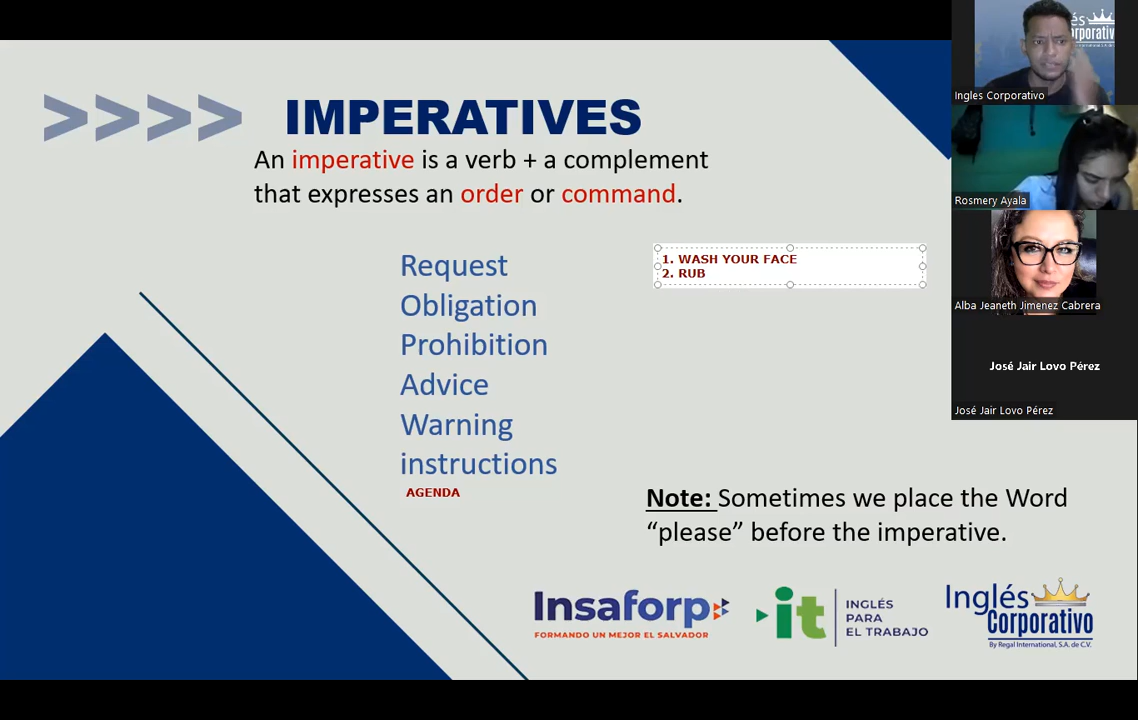 >>>> IMPERATIVES
An imperative is a verb + a complement
that expresses an order or command.
Request
Obligation
Prohibition
Advice
Warning
instructions
AGENDA
1. WASH YOUR FACE
2. RUB
Note: Sometimes we place the Word
“please” before the imperative.
Insaforp
FORMANDO UN MEJOR EL SALVADOR
it
INGLÉS
PARA
EL TRABAJO
Inglés
Corporativo
By Regal International, S.A. de C.V.
és
orporativo
Ingles Corporativo
Rosmery Ayala
Alba Jeaneth Jimenez Cabrera
José Jair Lovo Pérez
José Jair Lovo Pérez